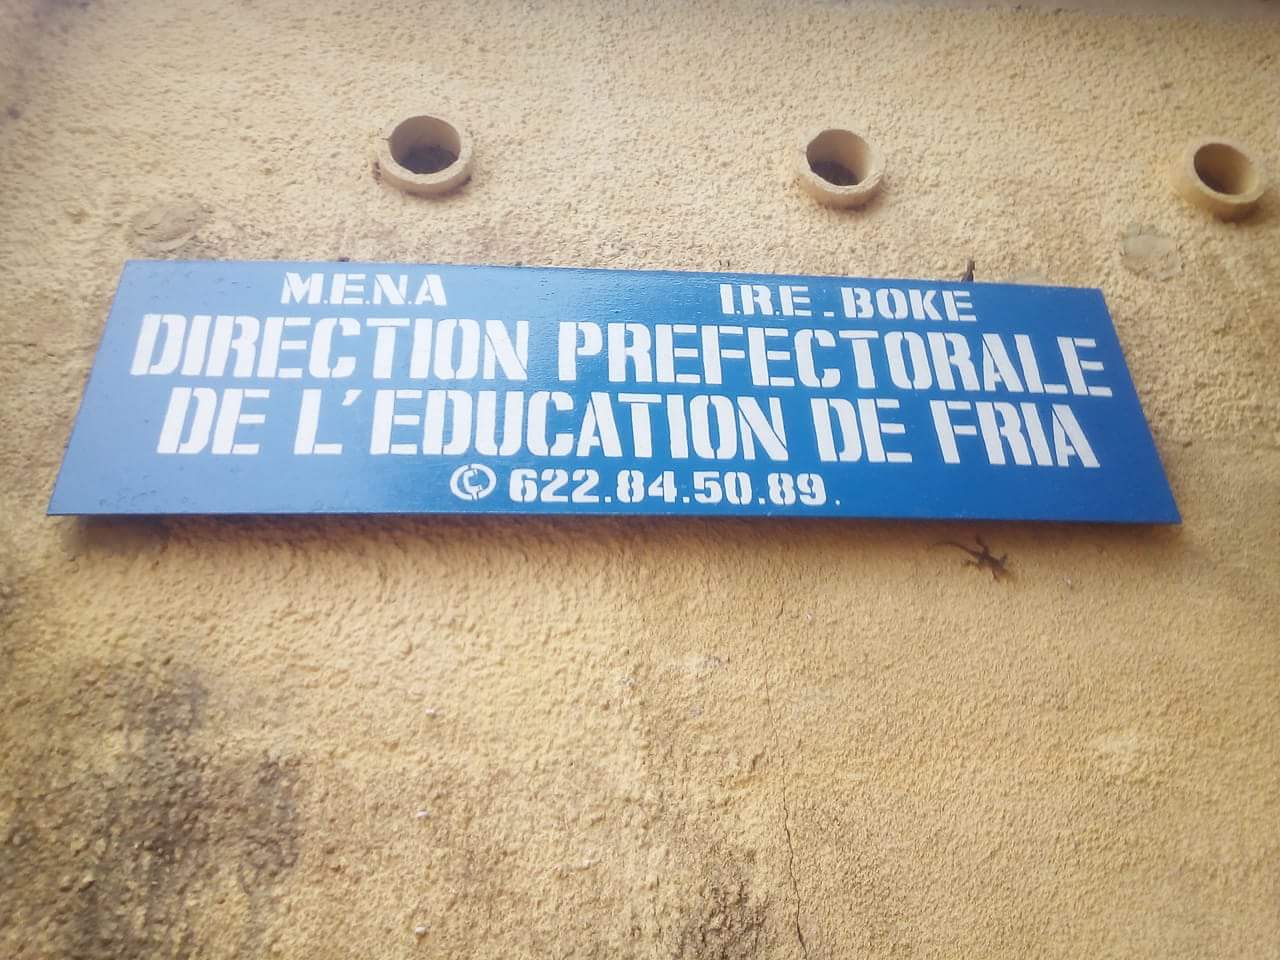 M.E.N.A I.R.E - BOKE
DIRECTION PREFECTORALE
DE L'EDUCATION DE FRIA
622.84.50.89.